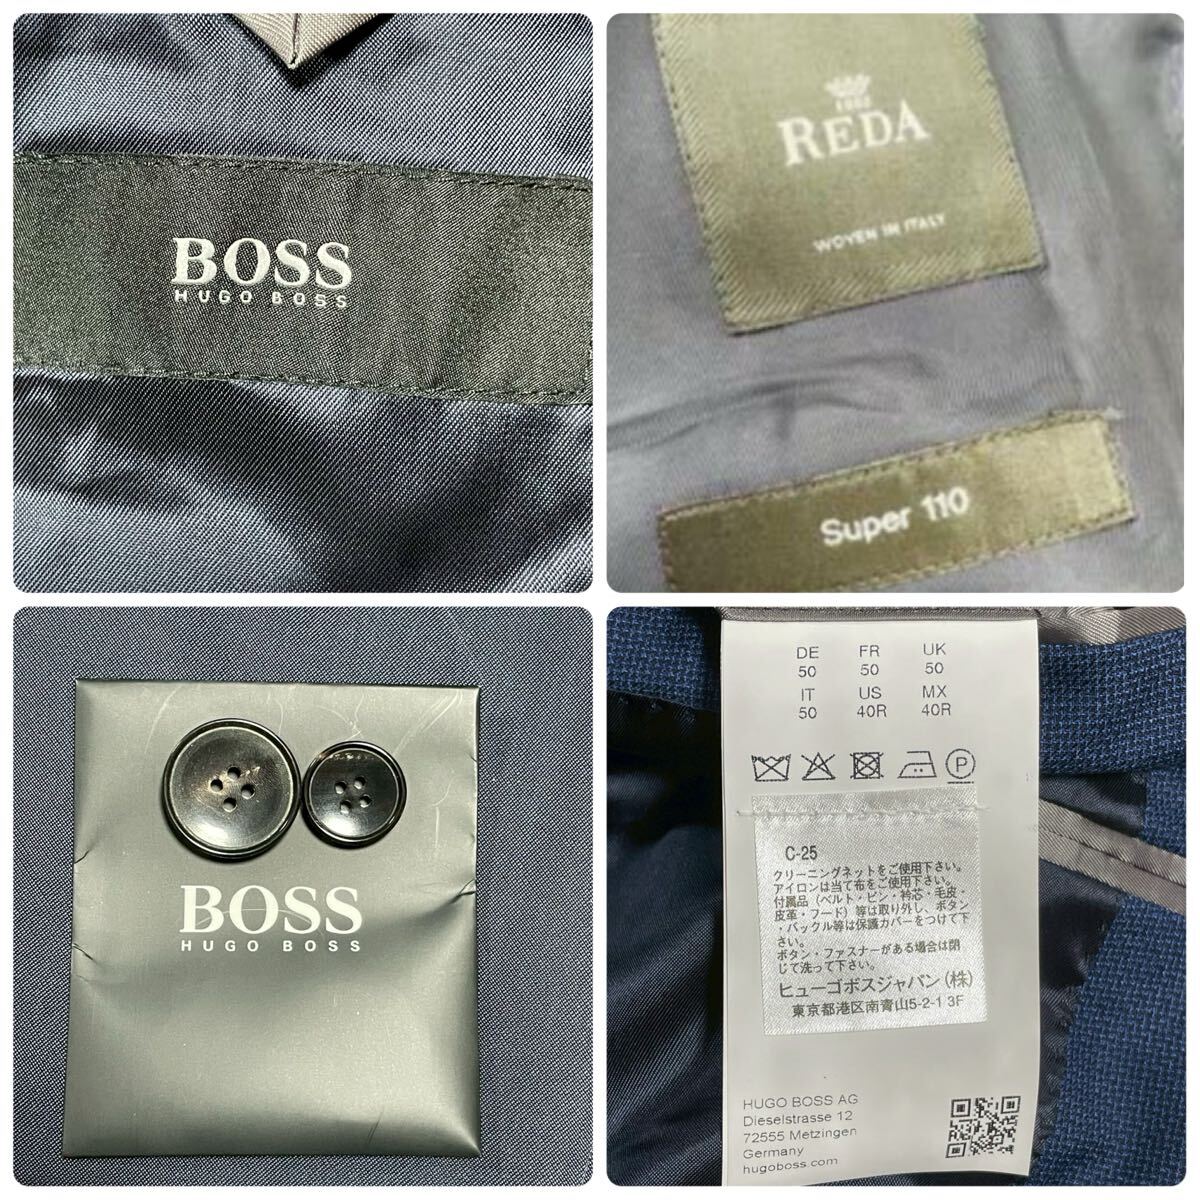 BOSS
HUGO BOSS
REDA
WOVEN IN ITALY
Super 110
BOSS
HUGO BOSS
DE FR UK
50 50 50
IT US MX
50 40R 40R
P
C-25
クリーニングネットをご使用下さい。
アイロンは当て布をご使用下さい。
付属品（ベルト・ピン・衿芯・毛皮・
皮革・フード）等は取り外し、ボタン
・バックル等は保護カバーをつけて下
さい。
ボタン・ファスナーがある場合は閉
じて洗って下さい。
ヒューゴボスジャパン(株)
東京都港区南青山5-2-1 3F
HUGO BOSS AG
Dieselstrasse 12
72555 Metzingen
Germany
hugoboss.com